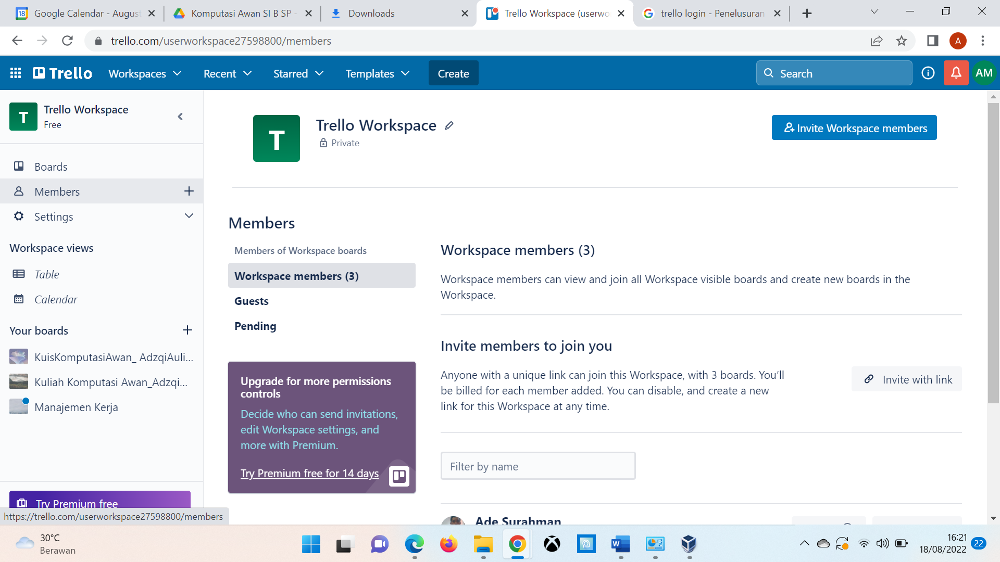 18 Google Calendar - August
Komputasi Awan SI B SP -
Downloads
Trello Workspace (userwo
trello login - Penelusuran
trello.com/userworkspace27598800/members
A
Trello
Workspaces
Recent
Starred
Templates
Create
Search
AM
T
Trello Workspace
Free
Boards
Members
Settings
Workspace views
Table
Calendar
Your boards
KuisKomputasiAwan_ AdzqiAuli...
Kuliah Komputasi Awan_Adzqi...
Manajemen Kerja
Try Premium free
https://trello.com/userworkspace27598800/members
T
Trello Workspace
Private
Invite Workspace members
Members
Members of Workspace boards
Workspace members (3)
Guests
Pending
Upgrade for more permissions
controls
Decide who can send invitations,
edit Workspace settings, and
more with Premium.
Try Premium free for 14 days
Workspace members (3)
Workspace members can view and join all Workspace visible boards and create new boards in the
Workspace.
Invite members to join you
Anyone with a unique link can join this Workspace, with 3 boards. You'll
be billed for each member added. You can disable, and create a new
link for this Workspace at any time.
Invite with link
Filter by name
Ade Surahman
30°C
Berawan
W
16:21
18/08/2022
22